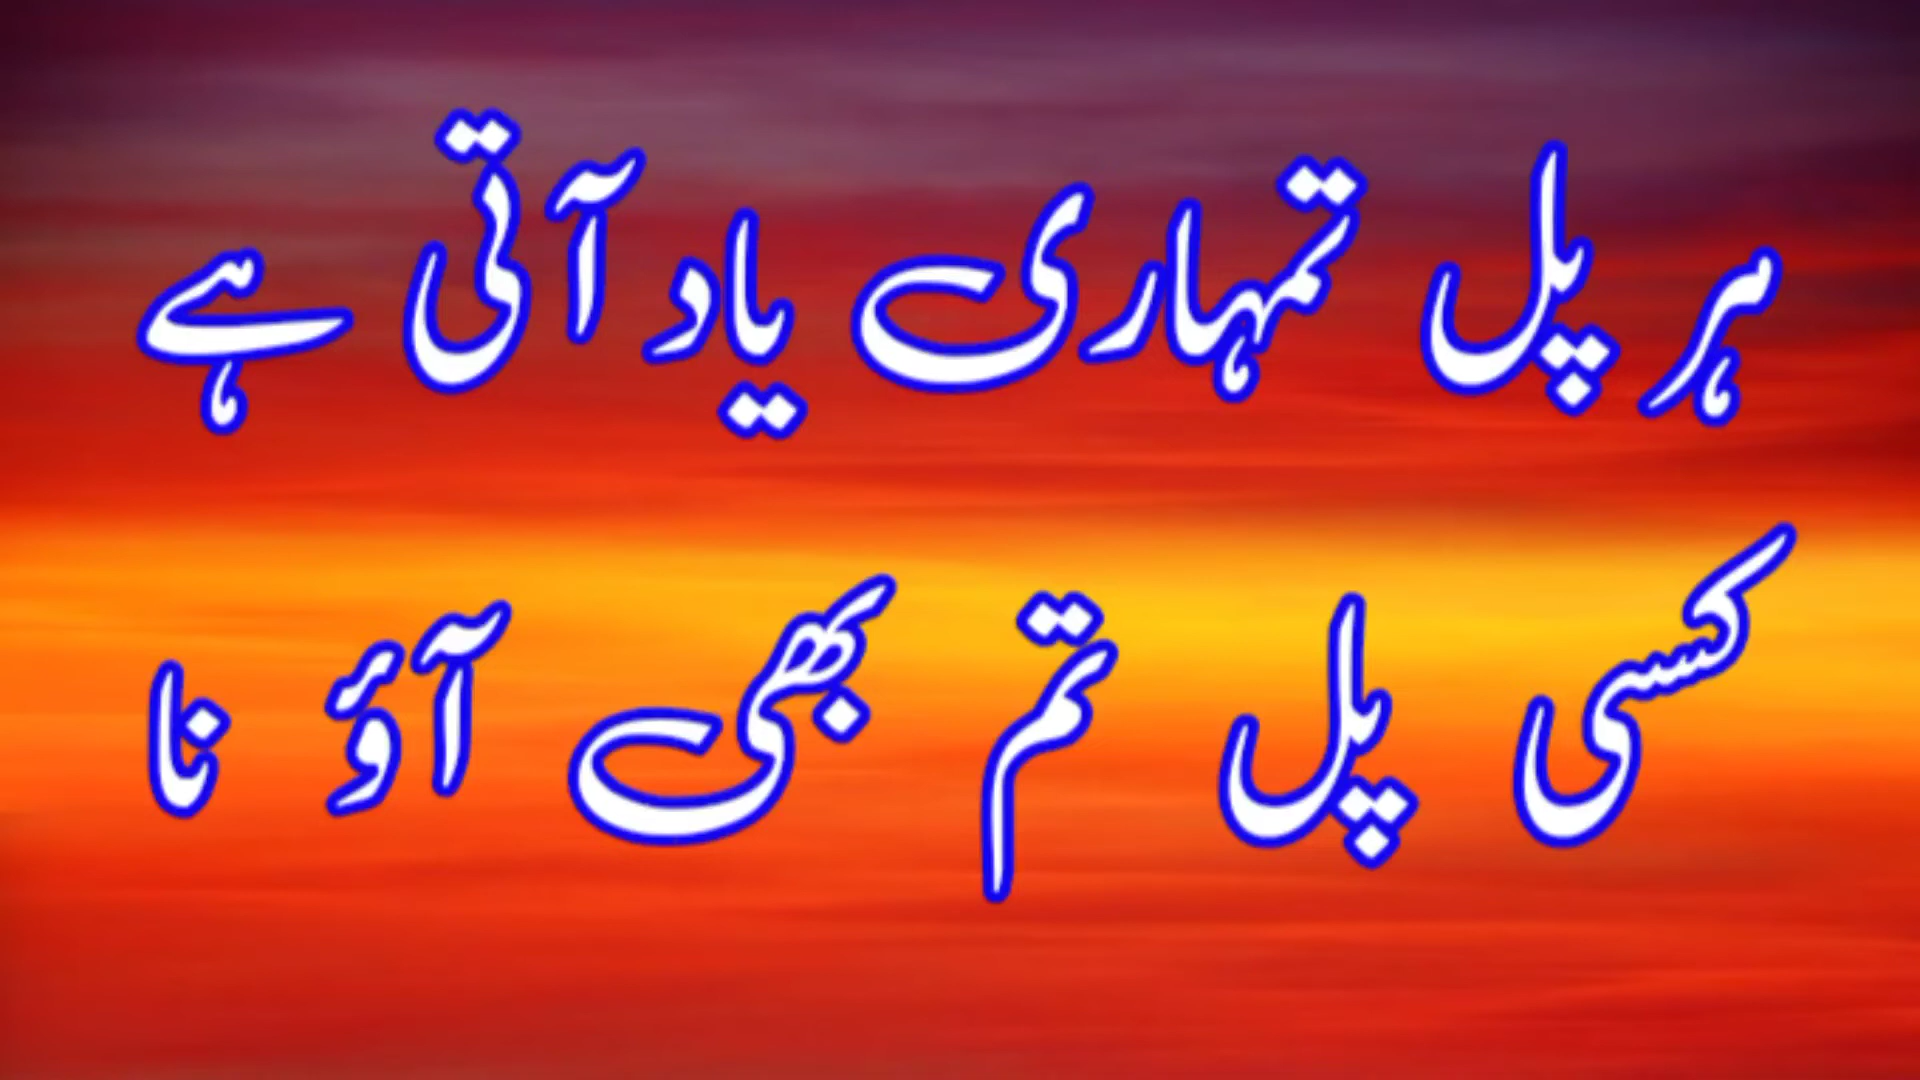 ہر پل تمہاری یاد آتی ہے
کسی پل تم بھی آؤ نا